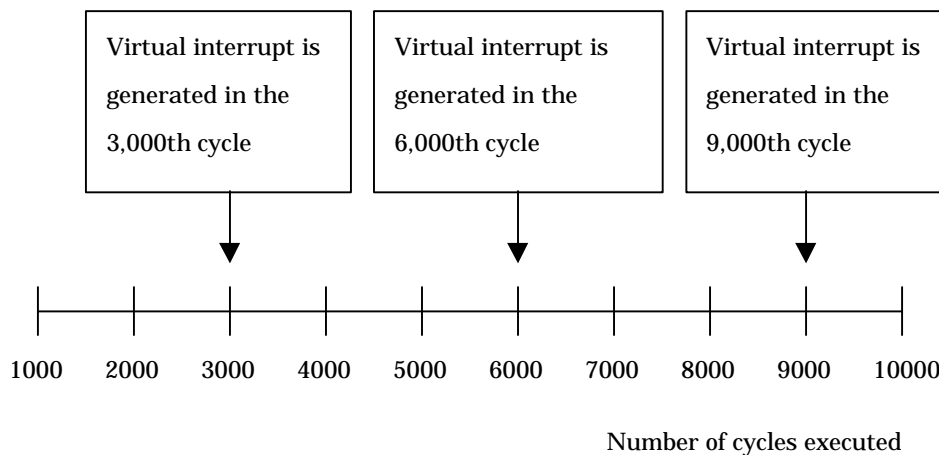 Virtual interrupt is
generated in the
3,000th cycle
Virtual interrupt is
generated in the
6,000th cycle
Virtual interrupt is
generated in the
9,000th cycle
1000 2000 3000 4000 5000 6000 7000 8000 9000 10000
Number of cycles executed